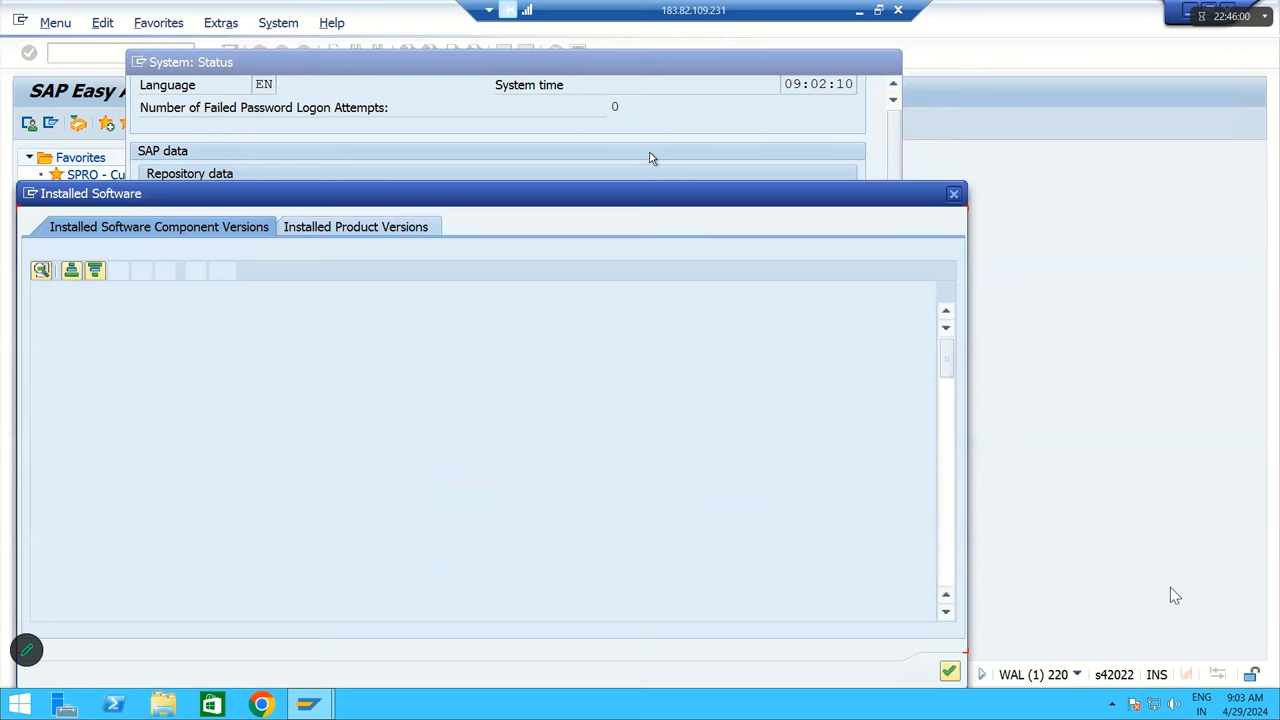 Menu Edit Favorites Extras System Help
183.82.109.231
22:46:00
SAP Easy A
System: Status
Language EN System time 09:02:10
Number of Failed Password Logon Attempts: 0
SAP data
Favorites
Repository data
SPRO - Cu
Installed Software
Installed Software Component Versions Installed Product Versions
WAL (1) 220 s42022 INS
ENG 9:03 AM
IN 4/29/2024